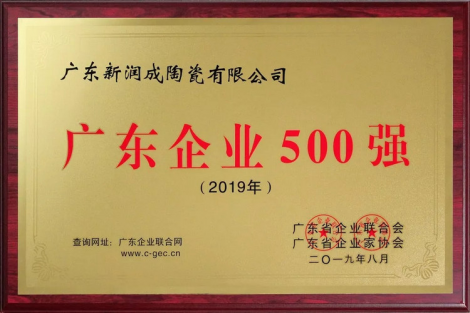 广东新润成陶瓷有限公司
广东企业500强
(2019年)
广东省企业联合会
广东省企业家协会
二〇一九年八月
查询网址：广东企业联合网
www.c-gec.cn